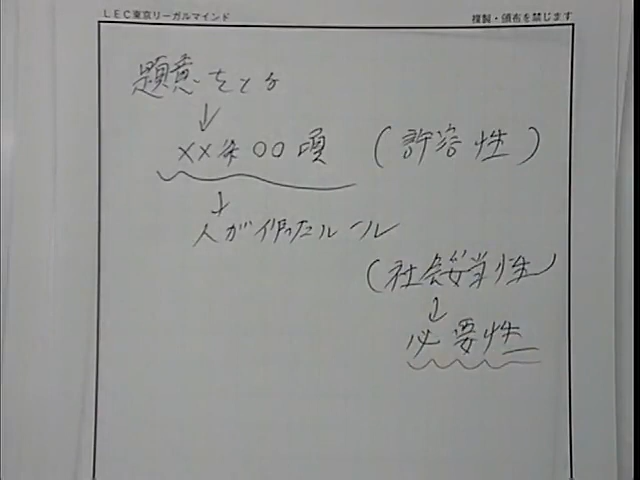 LEC東京リーガルマインド 複製・頒布を禁じます
題意をとる
↓
××条○○項 (許容性)
↓
人が作ったルール
(社会妥当性)
↓
必要性